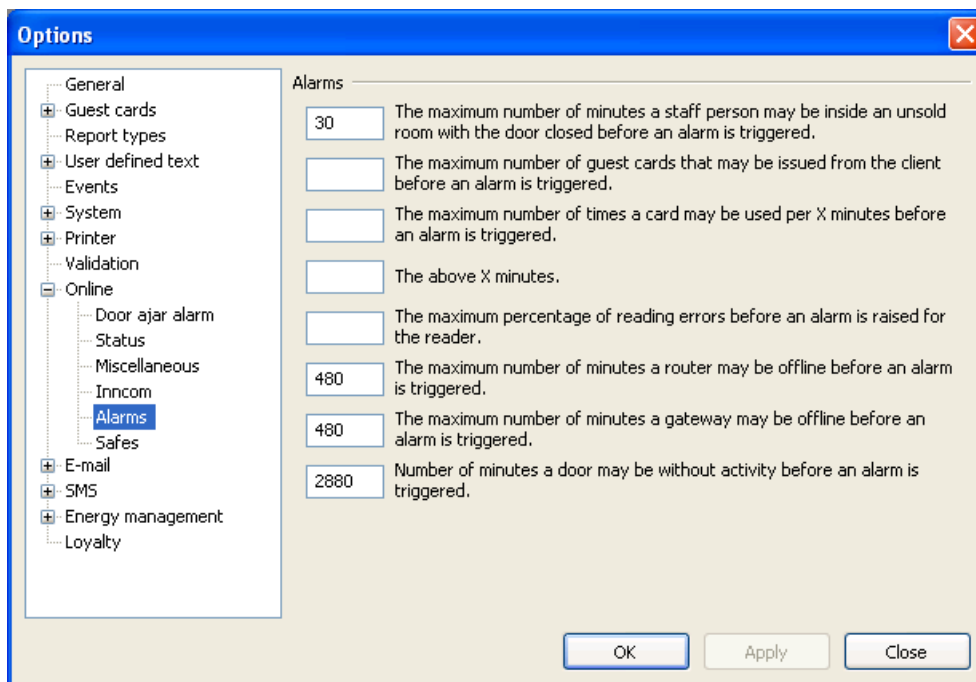 Options
General
Guest cards
Report types
User defined text
Events
System
Printer
Validation
Online
Door ajar alarm
Status
Miscellaneous
Inncom
Alarms
Safes
E-mail
SMS
Energy management
Loyalty
Alarms
30
The maximum number of minutes a staff person may be inside an unsold
room with the door closed before an alarm is triggered.
The maximum number of guest cards that may be issued from the client
before an alarm is triggered.
The maximum number of times a card may be used per X minutes before
an alarm is triggered.
The above X minutes.
The maximum percentage of reading errors before an alarm is raised for
the reader.
480
The maximum number of minutes a router may be offline before an alarm
is triggered.
480
The maximum number of minutes a gateway may be offline before an
alarm is triggered.
2880
Number of minutes a door may be without activity before an alarm is
triggered.
OK
Apply
Close